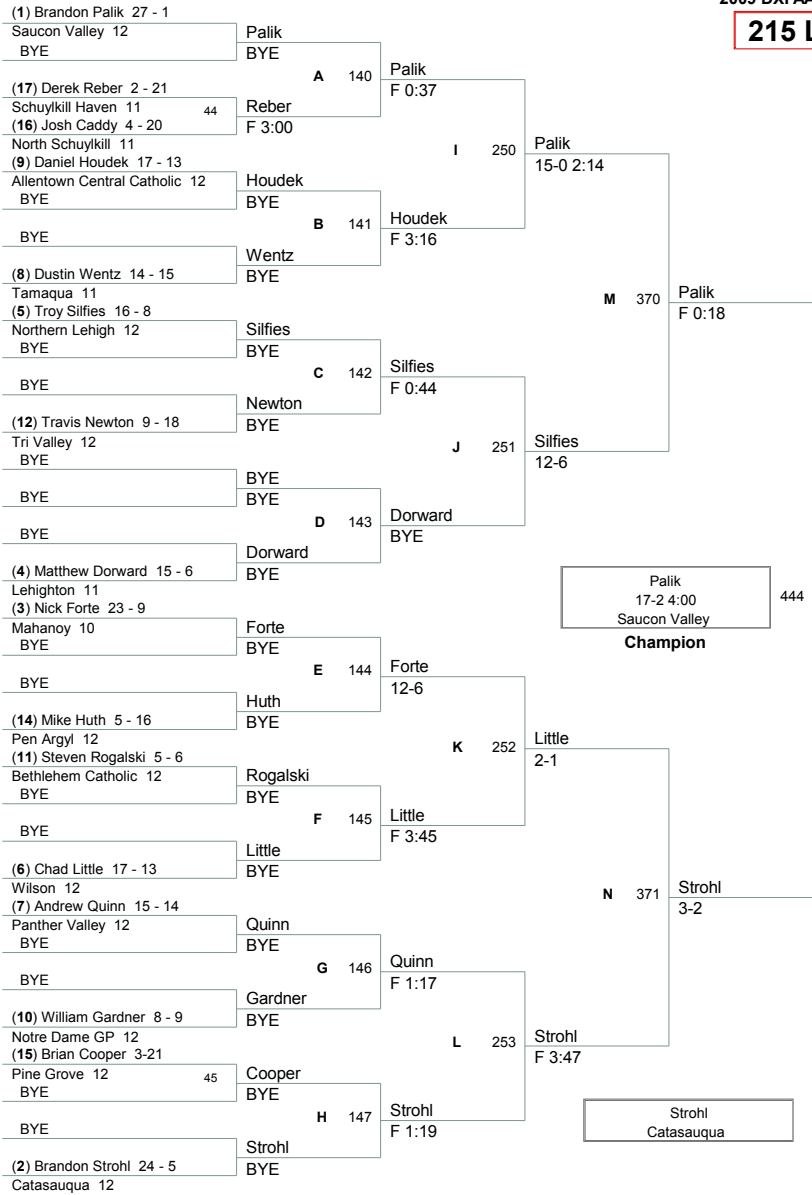 2009 DXI AA
215 L
(1) Brandon Palik 27 - 1
Saucon Valley 12
BYE
(17) Derek Reber 2 - 21
Schuylkill Haven 11
44
(16) Josh Caddy 4 - 20
North Schuylkill 11
(9) Daniel Houdek 17 - 13
Allentown Central Catholic 12
BYE
BYE
(8) Dustin Wentz 14 - 15
Tamaqua 11
(5) Troy Silfies 16 - 8
Northern Lehigh 12
BYE
BYE
(12) Travis Newton 9 - 18
Tri Valley 12
BYE
BYE
BYE
(4) Matthew Dorward 15 - 6
Lehighton 11
(3) Nick Forte 23 - 9
Mahanoy 10
BYE
BYE
(14) Mike Huth 5 - 16
Pen Argyl 12
(11) Steven Rogalski 5 - 6
Bethlehem Catholic 12
BYE
BYE
(6) Chad Little 17 - 13
Wilson 12
(7) Andrew Quinn 15 - 14
Panther Valley 12
BYE
BYE
(10) William Gardner 8 - 9
Notre Dame GP 12
(15) Brian Cooper 3-21
Pine Grove 12
45
BYE
BYE
(2) Brandon Strohl 24 - 5
Catasauqua 12
Palik
BYE
A 140
Reber
F 3:00
Houdek
BYE
B 141
Wentz
BYE
Silfies
BYE
C 142
Newton
BYE
BYE
BYE
D 143
Dorward
BYE
Forte
BYE
E 144
Huth
BYE
Rogalski
BYE
F 145
Little
BYE
Quinn
BYE
G 146
Gardner
BYE
Cooper
BYE
H 147
Strohl
BYE
Palik
F 0:37
I 250
Houdek
F 3:16
Silfies
F 0:44
J 251
Dorward
BYE
Forte
12-6
K 252
Little
F 3:45
Quinn
F 1:17
L 253
Strohl
F 1:19
Palik
15-0 2:14
M 370
Silfies
12-6
Little
2-1
N 371
Strohl
F 3:47
Palik
F 0:18
Strohl
3-2
Palik
17-2 4:00
Saucon Valley
444
Champion
Strohl
Catasauqua